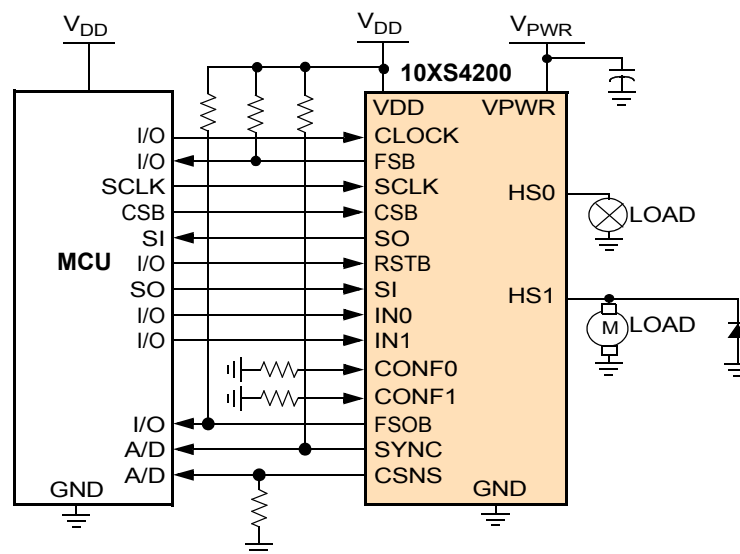 VDD
VDD
VPWR
10XS4200
VDD VPWR
I/O CLOCK
I/O FSB
SCLK SCLK
HS0
CSB CSB
LOAD
SI SO
MCU
I/O RSTB
SO SI
HS1
I/O IN0
M LOAD
I/O IN1
CONF0
CONF1
I/O FSOB
A/D SYNC
A/D CSNS
GND GND